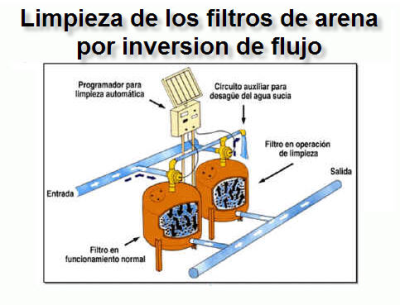 Limpieza de los filtros de arena
por inversion de flujo
Programador para
limpieza automática
Circuito auxiliar para
desagüe del agua sucia
Filtro en operación
de limpieza
Salida
Entrada
Filtro en
funcionamiento normal